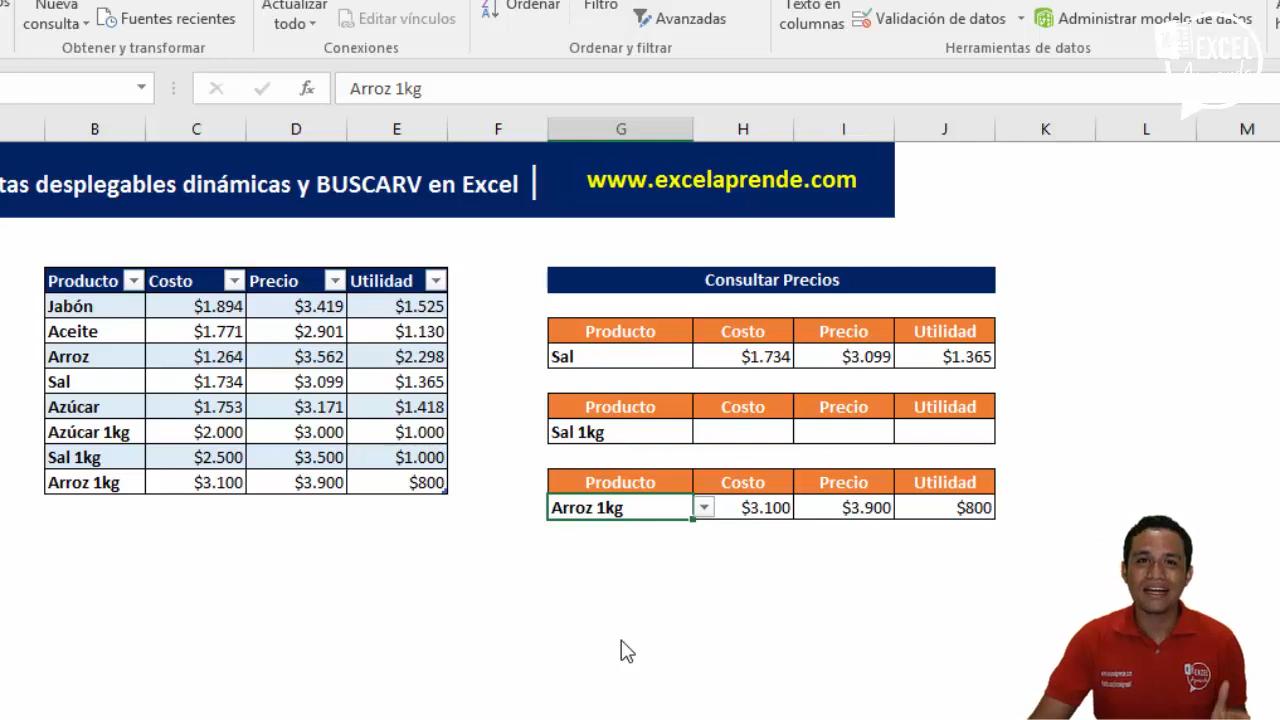 Nueva Actualizar Ordenar Filtro Texto en
consulta Fuentes recientes todo Editar vínculos Avanzadas columnas Validación de datos Administrar modelo de datos
Obtener y transformar Conexiones Ordenar y filtrar Herramientas de datos
EXCEL
Aprende
fx Arroz 1kg
B C D E F G H I J K L M
tas desplegables dinámicas y BUSCARV en Excel | www.excelaprende.com
Producto Costo Precio Utilidad
Jabón $1.894 $3.419 $1.525
Aceite $1.771 $2.901 $1.130
Arroz $1.264 $3.562 $2.298
Sal $1.734 $3.099 $1.365
Azúcar $1.753 $3.171 $1.418
Azúcar 1kg $2.000 $3.000 $1.000
Sal 1kg $2.500 $3.500 $1.000
Arroz 1kg $3.100 $3.900 $800
Consultar Precios
Producto Costo Precio Utilidad
Sal $1.734 $3.099 $1.365
Producto Costo Precio Utilidad
Sal 1kg
Producto Costo Precio Utilidad
Arroz 1kg $3.100 $3.900 $800
EXCEL
Aprende